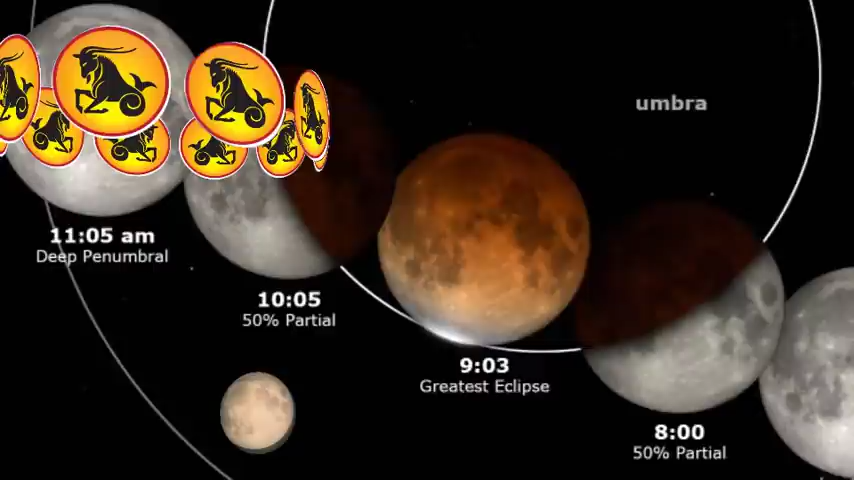 umbra
11:05 am
Deep Penumbral
10:05
50% Partial
9:03
Greatest Eclipse
8:00
50% Partial